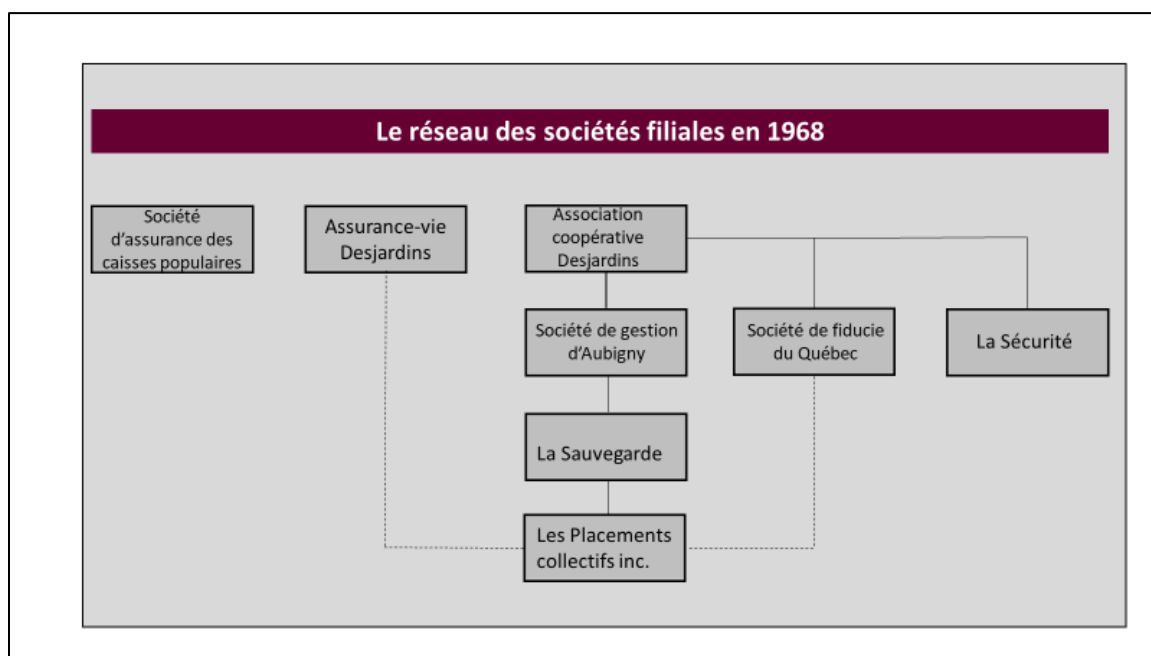 Le réseau des sociétés filiales en 1968
Société
d'assurance des
caisses populaires
Assurance-vie
Desjardins
Association
coopérative
Desjardins
Société de gestion
d'Aubigny
Société de fiducie
du Québec
La Sécurité
La Sauvegarde
Les Placements
collectifs inc.